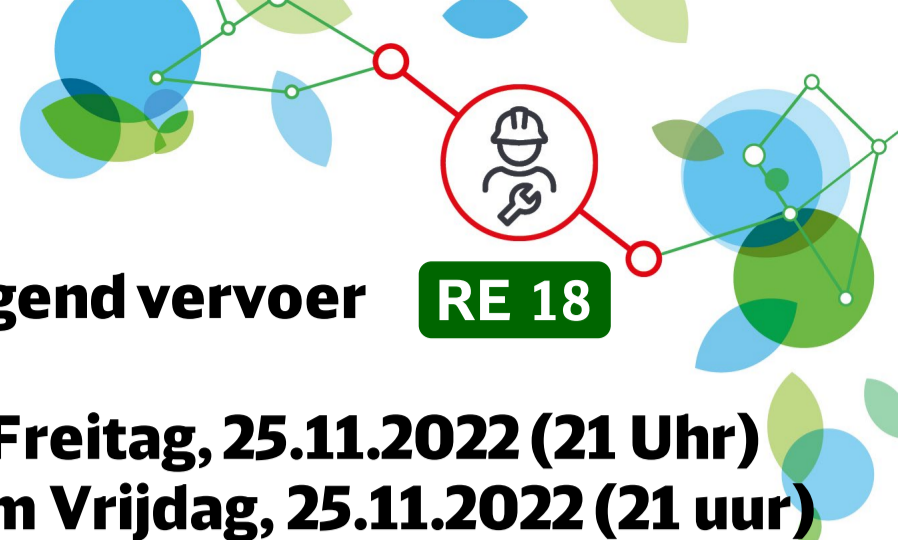 gend vervoer RE 18
Freitag, 25.11.2022 (21 Uhr)
m Vrijdag, 25.11.2022 (21 uur)